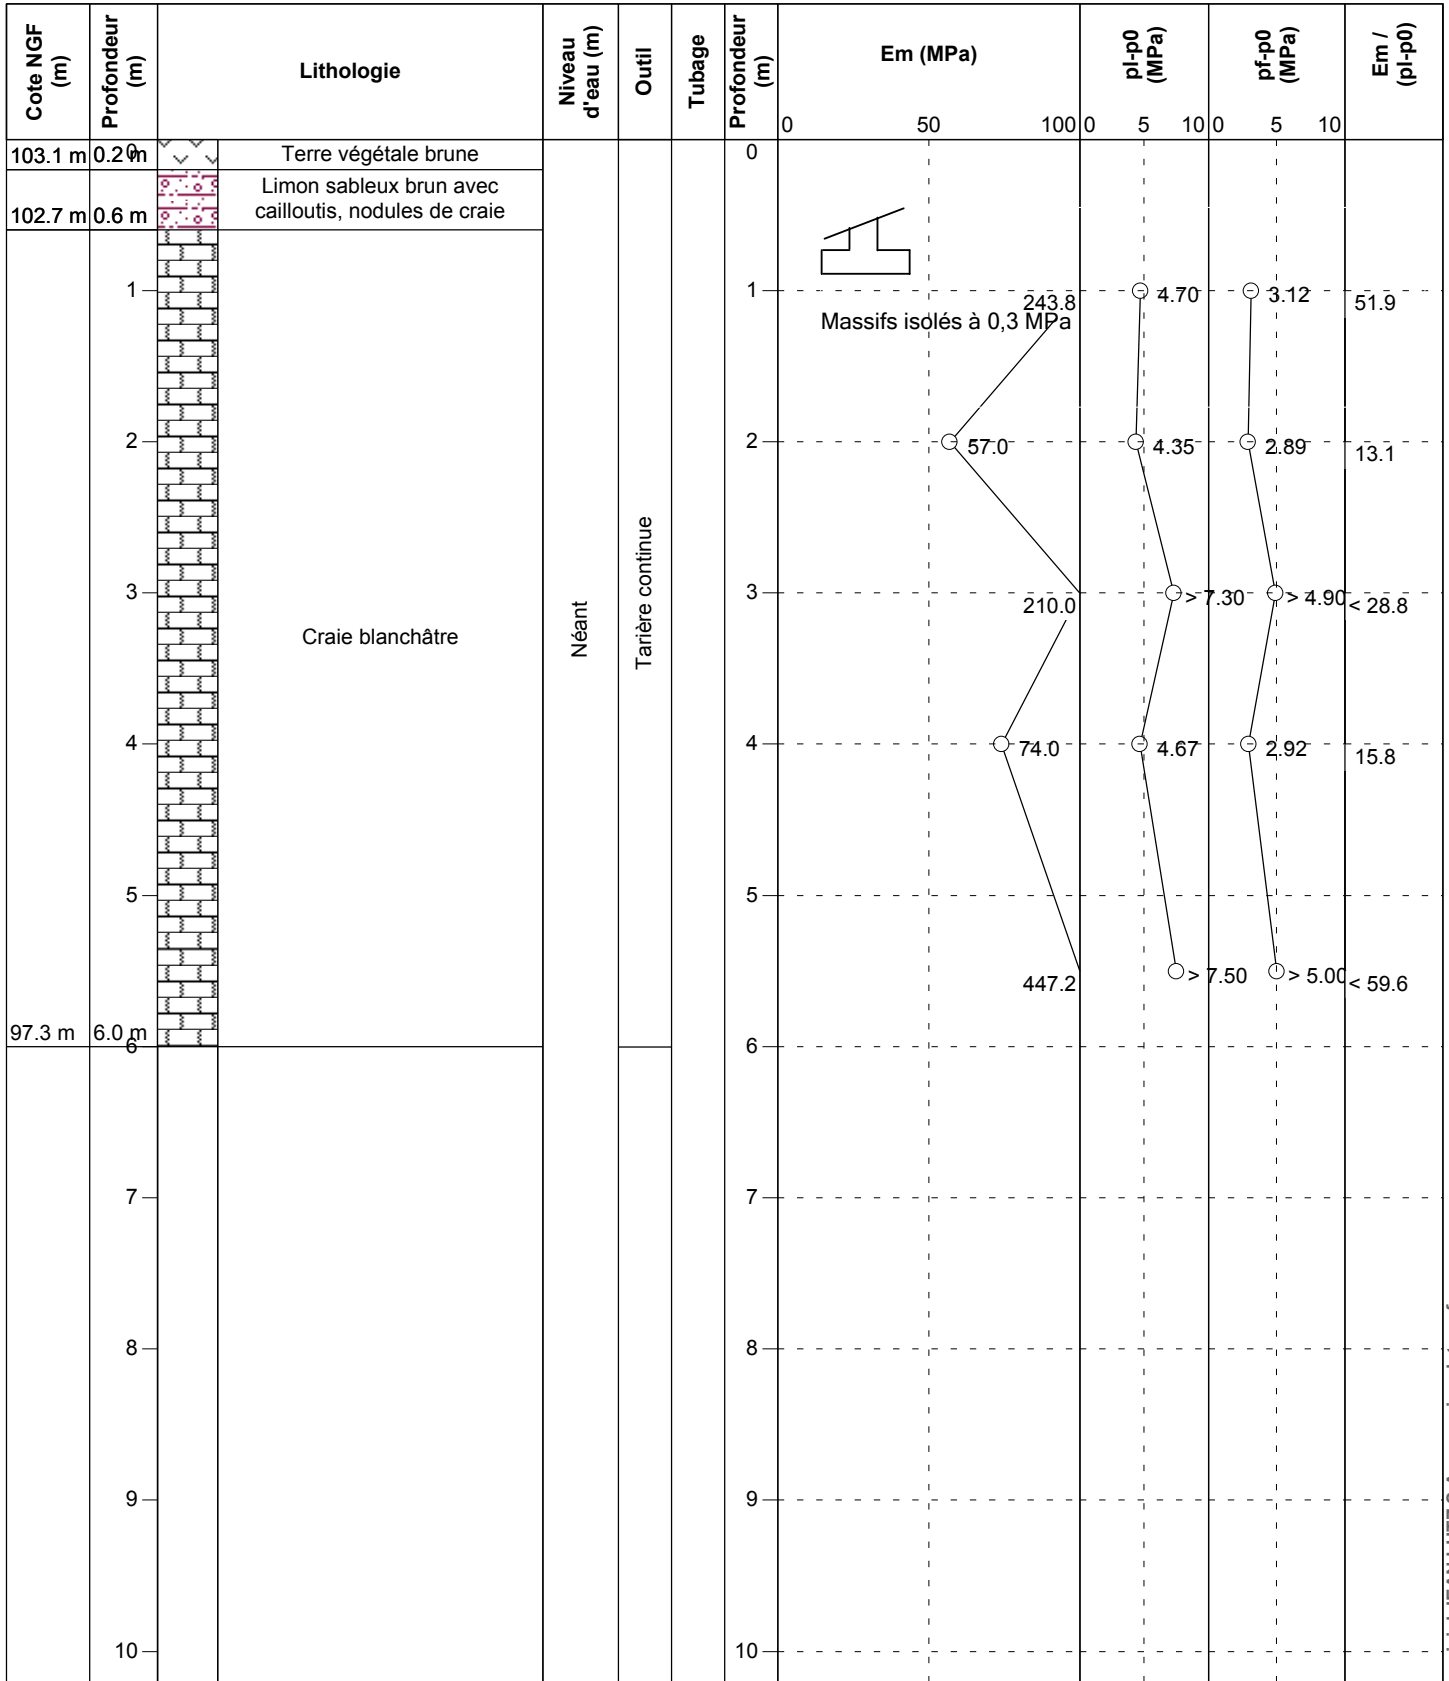 Cote NGF
(m)
Profondeur
(m)
Lithologie
Niveau
d'eau (m)
Outil
Tubage
Profondeur
(m)
Em (MPa)
pl-p0
(MPa)
pf-p0
(MPa)
Em /
(pl-p0)
0 50 100 0 5 10 0 5 10
103.1 m 0.2 m 0 Terre végétale brune 0
Limon sableux brun avec
cailloutis, nodules de craie
102.7 m 0.6 m
1 1 243.8 4.70 3.12 51.9
Massifs isolés à 0,3 MPa
2 2 57.0 4.35 2.89 13.1
3 3 210.0 > 7.30 > 4.90 < 28.8
Craie blanchâtre
Néant
Tarière continue
4 4 74.0 4.67 2.92 15.8
5 5
447.2 > 7.50 > 5.00 < 59.6
97.3 m 6.0 m
6 6
7 7
8 8
9 9
10 10